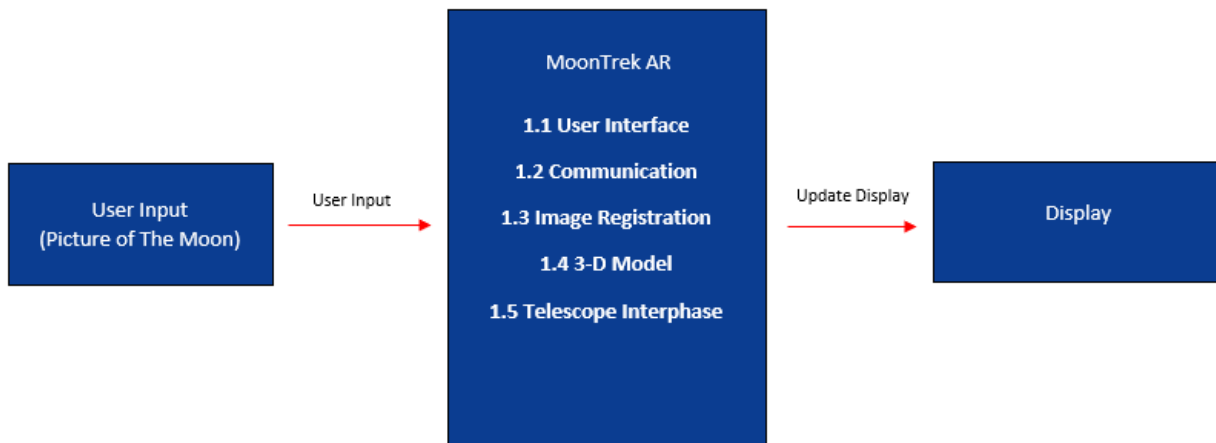 User Input
(Picture of The Moon)
User Input
MoonTrek AR
1.1 User Interface
1.2 Communication
1.3 Image Registration
1.4 3-D Model
1.5 Telescope Interphase
Update Display
Display